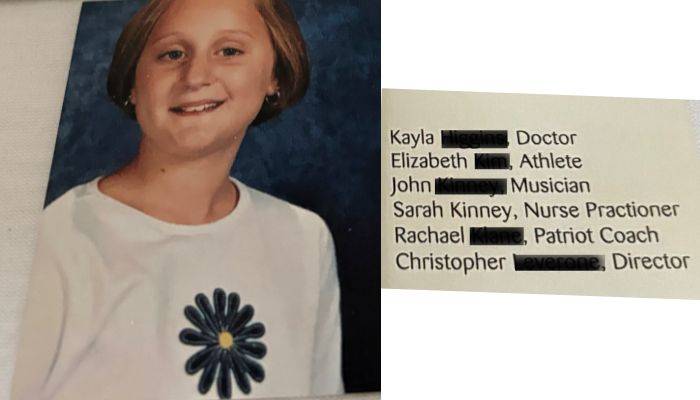 Kayla , Doctor
Elizabeth , Athlete
John , Musician
Sarah Kinney, Nurse Practioner
Rachael , Patriot Coach
Christopher , Director